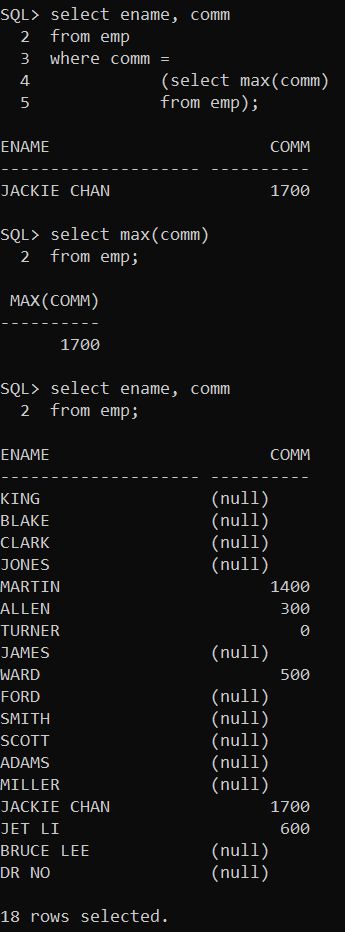 SQL> select ename, comm
  2  from emp
  3  where comm =
  4             (select max(comm)
  5             from emp);
ENAME                      COMM
-------------------- ----------
JACKIE CHAN                1700
SQL> select max(comm)
  2  from emp;
 MAX(COMM)
----------
      1700
SQL> select ename, comm
  2  from emp;
ENAME                      COMM
-------------------- ----------
KING                 (null)
BLAKE                (null)
CLARK                (null)
JONES                (null)
MARTIN                     1400
ALLEN                       300
TURNER                        0
JAMES                (null)
WARD                        500
FORD                 (null)
SMITH                (null)
SCOTT                (null)
ADAMS                (null)
MILLER               (null)
JACKIE CHAN                1700
JET LI                      600
BRUCE LEE            (null)
DR NO                (null)
18 rows selected.